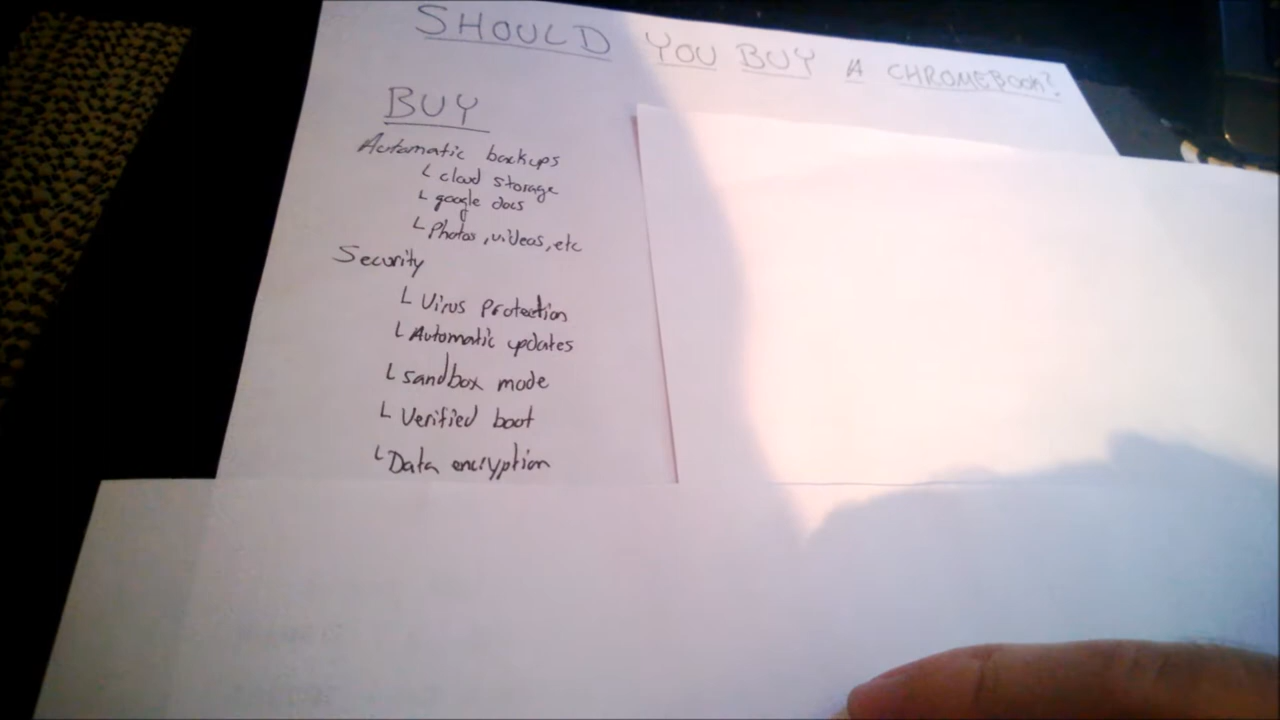 SHOULD YOU BUY A CHROMEBOOK?
BUY
Automatic backups
└ cloud storage
└ google docs
└ Photos, videos, etc
Security
└ Virus protection
└ Automatic updates
└ sandbox mode
└ Verified boot
└ Data encryption